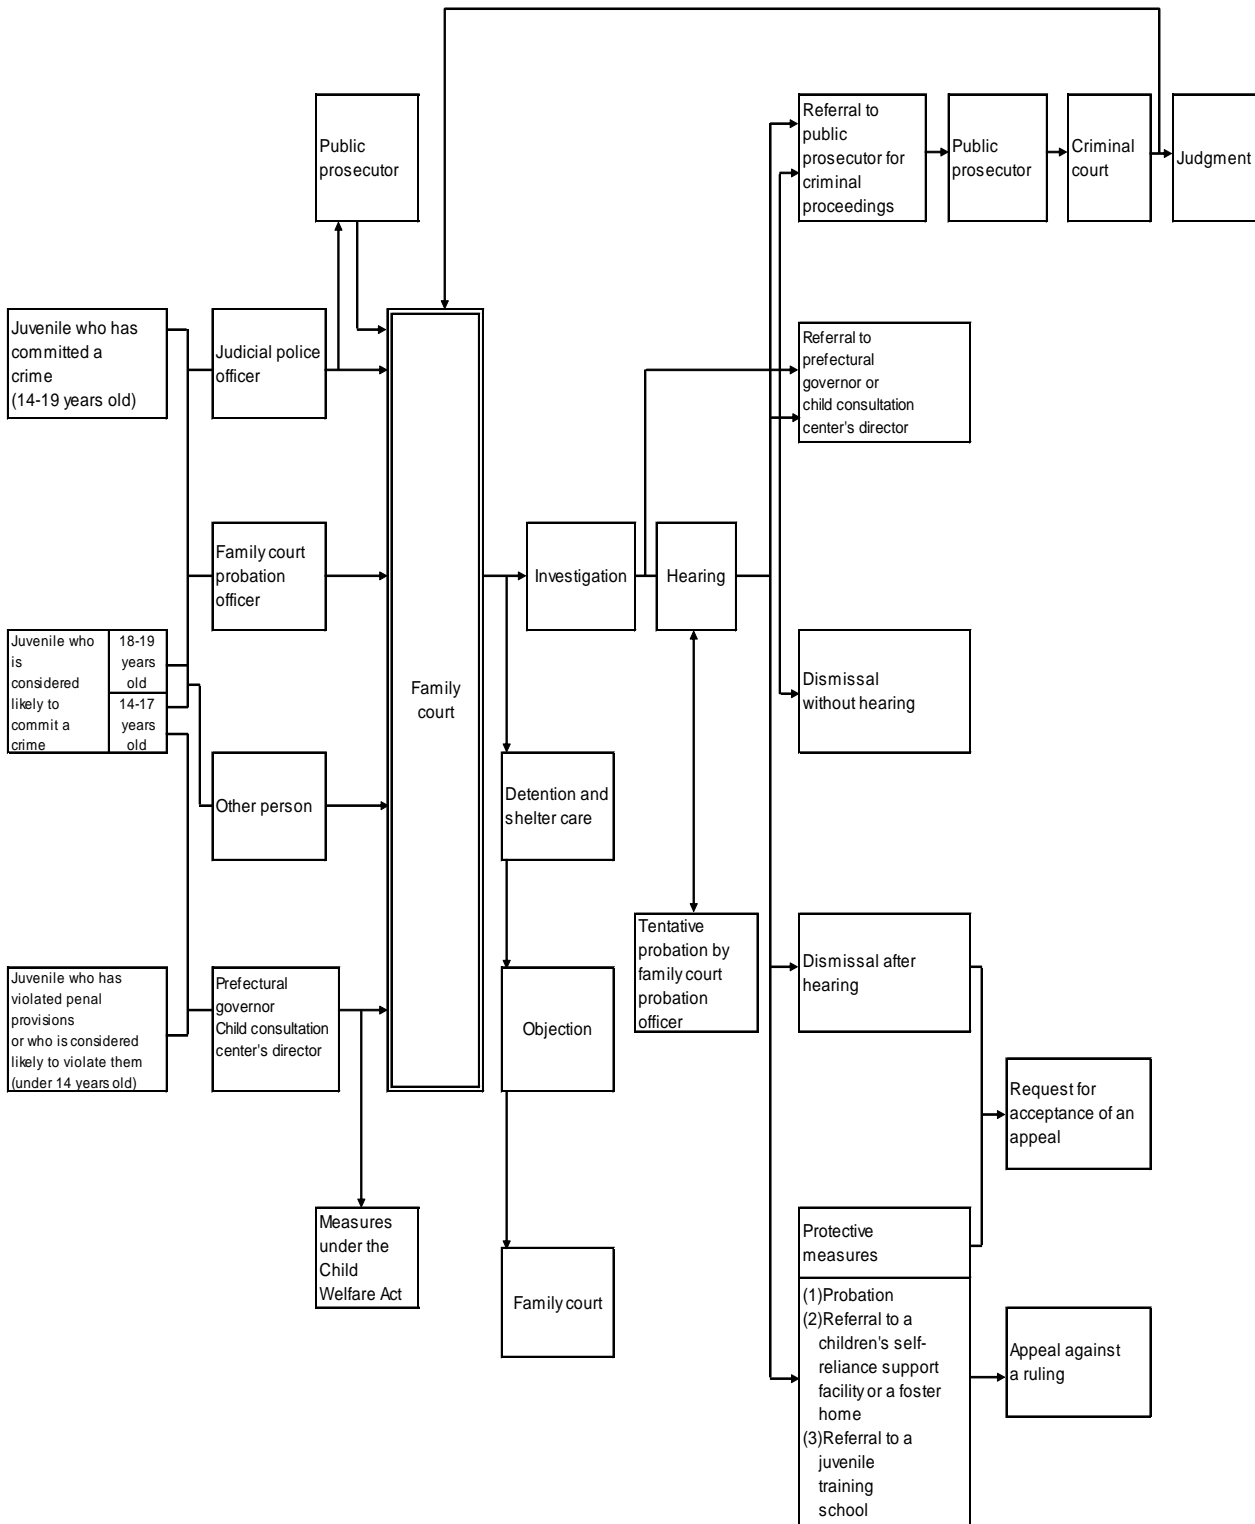 Public
prosecutor
Referral to
public
prosecutor for
criminal
proceedings
Public
prosecutor
Criminal
court
Judgment
Juvenile who has
committed a
crime
(14-19 years old)
Judicial police
officer
Referral to
prefectural
governor or
child consultation
center's director
Family court
probation
officer
Investigation
Hearing
Juvenile who
is
considered
likely to
commit a
crime
18-19
years
old
14-17
years
old
Family
court
Dismissal
without hearing
Other person
Detention and
shelter care
Tentative
probation by
family court
probation
officer
Dismissal after
hearing
Juvenile who has
violated penal
provisions
or who is considered
likely to violate them
(under 14 years old)
Prefectural
governor
Child consultation
center's director
Objection
Request for
acceptance of an
appeal
Measures
under the
Child
Welfare Act
Family court
Protective
measures
(1)Probation
(2)Referral to a
children's self-
reliance support
facility or a foster
home
(3)Referral to a
juvenile
training
school
Appeal against
a ruling